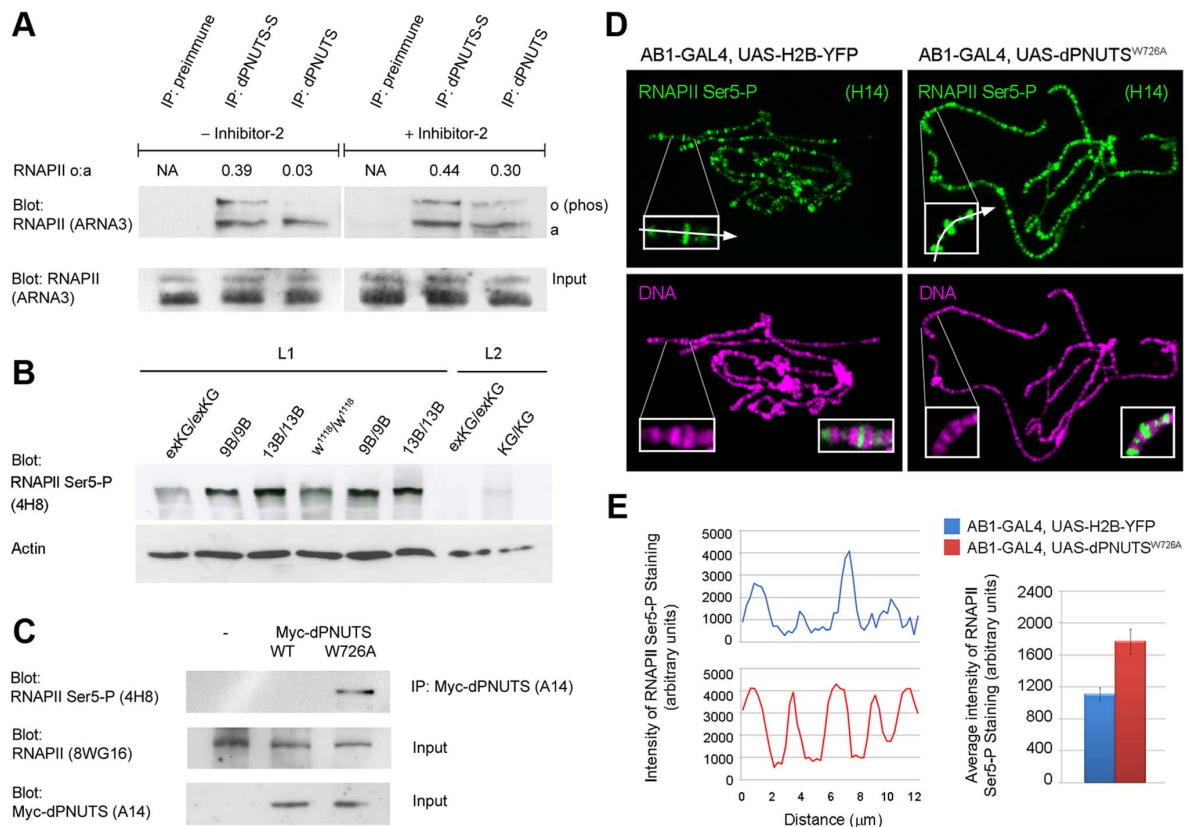 A
IP: preimmune
IP: dPNUTS-S
IP: dPNUTS
IP: preimmune
IP: dPNUTS-S
IP: dPNUTS
– Inhibitor-2
+ Inhibitor-2
RNAPII o:a
NA
0.39
0.03
NA
0.44
0.30
Blot:
RNAPII (ARNA3)
o (phos)
a
Blot: RNAPII
(ARNA3)
Input
B
L1
L2
exKG/exKG
9B/9B
13B/13B
w1118/w1118
9B/9B
13B/13B
exKG/exKG
KG/KG
Blot:
RNAPII Ser5-P
(4H8)
Actin
C
-
Myc-dPNUTS
WT
W726A
Blot:
RNAPII Ser5-P (4H8)
IP: Myc-dPNUTS (A14)
Blot:
RNAPII (8WG16)
Input
Blot:
Myc-dPNUTS (A14)
Input
D
AB1-GAL4, UAS-H2B-YFP
AB1-GAL4, UAS-dPNUTSW726A
RNAPII Ser5-P
(H14)
RNAPII Ser5-P
(H14)
DNA
DNA
E
Intensity of RNAPII Ser5-P Staining
(arbitrary units)
5000
4000
3000
2000
1000
0
5000
4000
3000
2000
1000
0
0
2
4
6
8
10
12
Distance (μm)
AB1-GAL4, UAS-H2B-YFP
AB1-GAL4, UAS-dPNUTSW726A
Average intensity of RNAPII
Ser5-P Staining (arbitrary units)
2400
2000
1600
1200
800
400
0